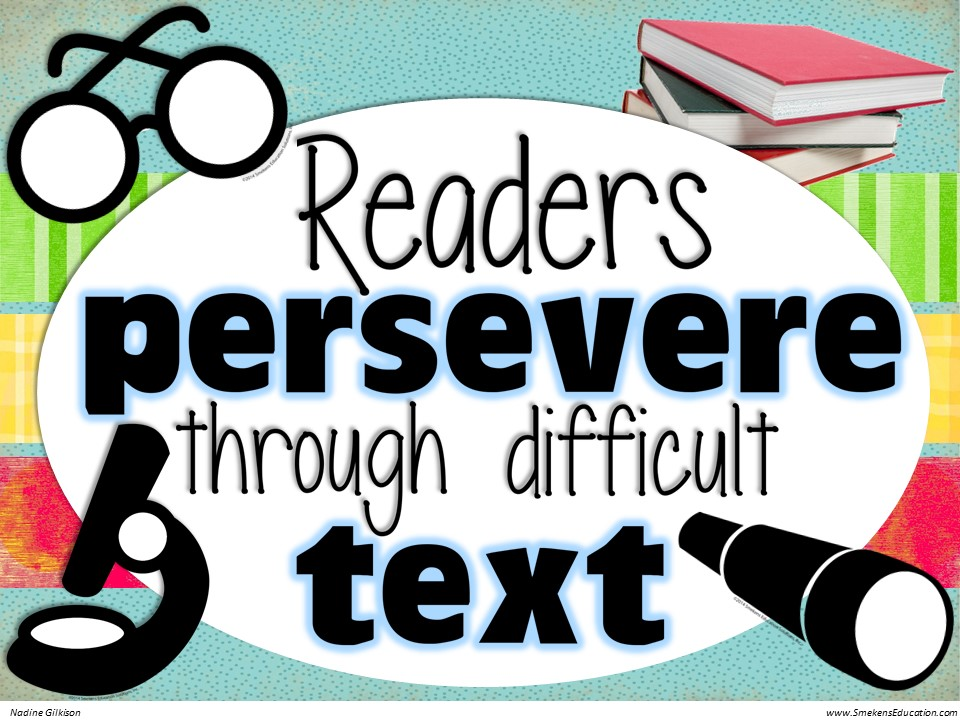 Readers
persevere
through difficult
text
Nadine Gilkison
www.SmekensEducation.com